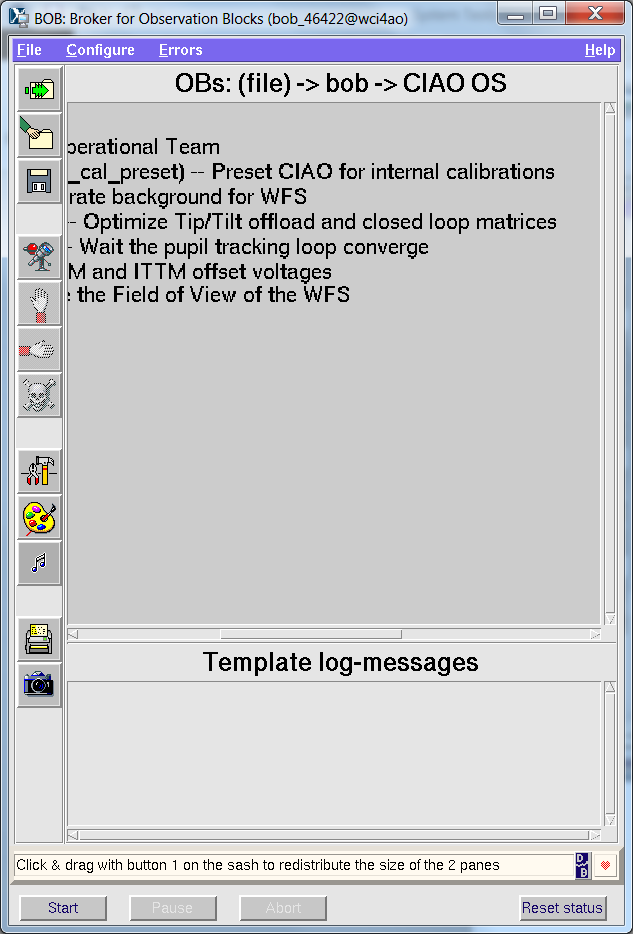 BOB: Broker for Observation Blocks (bob_46422@wci4ao)
File Configure Errors Help
OBs: (file) -> bob -> CIAO OS
perational Team
_cal_preset) -- Preset CIAO for internal calibrations
rate background for WFS
-- Optimize Tip/Tilt offload and closed loop matrices
- Wait the pupil tracking loop converge
M and ITTM offset voltages
e the Field of View of the WFS
Template log-messages
Click & drag with button 1 on the sash to redistribute the size of the 2 panes
D
B
Start Pause Abort Reset status